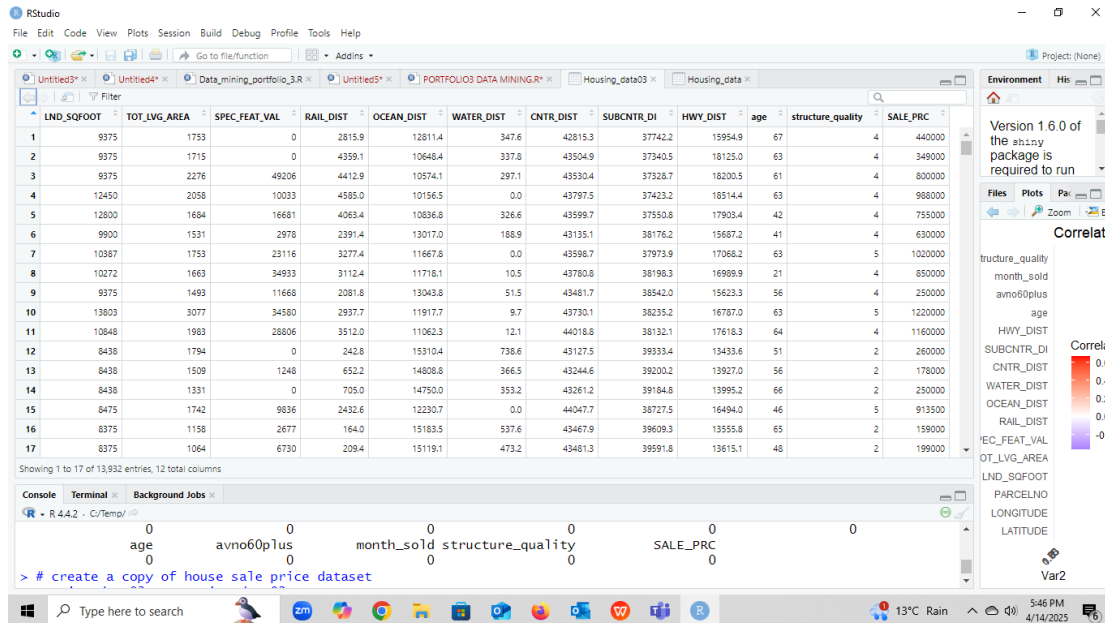 RStudio
File Edit Code View Plots Session Build Debug Profile Tools Help
Go to file/function Addins Project: (None)
Untitled3* Untitled4* Data_mining_portfolio_3.R Untitled5* PORTFOLIO3 DATA MINING.R* Housing_data03 Housing_data
Filter
LND_SQFOOT TOT_LVG_AREA SPEC_FEAT_VAL RAIL_DIST OCEAN_DIST WATER_DIST CNTR_DIST SUBCNTR_DI HWY_DIST age structure_quality SALE_PRC
1 9375 1753 0 2815.9 12811.4 347.6 42815.3 37742.2 15954.9 67 4 440000
2 9375 1715 0 4359.1 10648.4 337.8 43504.9 37340.5 18125.0 63 4 349000
3 9375 2276 49206 4412.9 10574.1 297.1 43530.4 37328.7 18200.5 61 4 800000
4 12450 2058 10033 4585.0 10156.5 0.0 43797.5 37423.2 18514.4 63 4 988000
5 12800 1684 16681 4063.4 10836.8 326.6 43599.7 37550.8 17903.4 42 4 755000
6 9900 1531 2978 2391.4 13017.0 188.9 43135.1 38176.2 15687.2 41 4 630000
7 10387 1753 23116 3277.4 11667.8 0.0 43598.7 37973.9 17068.2 63 5 1020000
8 10272 1663 34933 3112.4 11718.1 10.5 43780.8 38198.3 16989.9 21 4 850000
9 9375 1493 11668 2081.8 13043.8 51.5 43481.7 38542.0 15623.3 56 4 250000
10 13803 3077 34580 2937.7 11917.7 9.7 43730.1 38235.2 16787.0 63 5 1220000
11 10848 1983 28806 3512.0 11062.3 12.1 44018.8 38132.1 17618.3 64 4 1160000
12 8438 1794 0 242.8 15310.4 738.6 43127.5 39333.4 13433.6 51 2 260000
13 8438 1509 1248 652.2 14808.8 366.5 43244.6 39200.2 13927.0 56 2 178000
14 8438 1331 0 705.0 14750.0 353.2 43261.2 39184.8 13995.2 66 2 250000
15 8475 1742 9836 2432.6 12230.7 0.0 44047.7 38727.5 16494.0 46 5 913500
16 8375 1158 2677 164.0 15183.5 537.6 43467.9 39609.3 13555.8 65 2 159000
17 8375 1064 6730 209.4 15119.1 473.2 43481.3 39591.8 13615.1 48 2 199000
Showing 1 to 17 of 13,932 entries, 12 total columns
Console Terminal Background Jobs
R 4.4.2 · C:/Temp/
0 0 0 0 0 0
age avno60plus month_sold structure_quality SALE_PRC
0 0 0 0 0
> # create a copy of house sale price dataset
Environment His
Version 1.6.0 of
the shiny
package is
required to run
Files Plots Pac
Zoom E
Correlat
tructure_quality
month_sold
avno60plus
age
HWY_DIST
SUBCNTR_DI
CNTR_DIST
WATER_DIST
OCEAN_DIST
RAIL_DIST
PEC_FEAT_VAL
OT_LVG_AREA
LND_SQFOOT
PARCELNO
LONGITUDE
LATITUDE
Correla
Var2
Type here to search
zm
13°C Rain
5:46 PM
4/14/2025
6